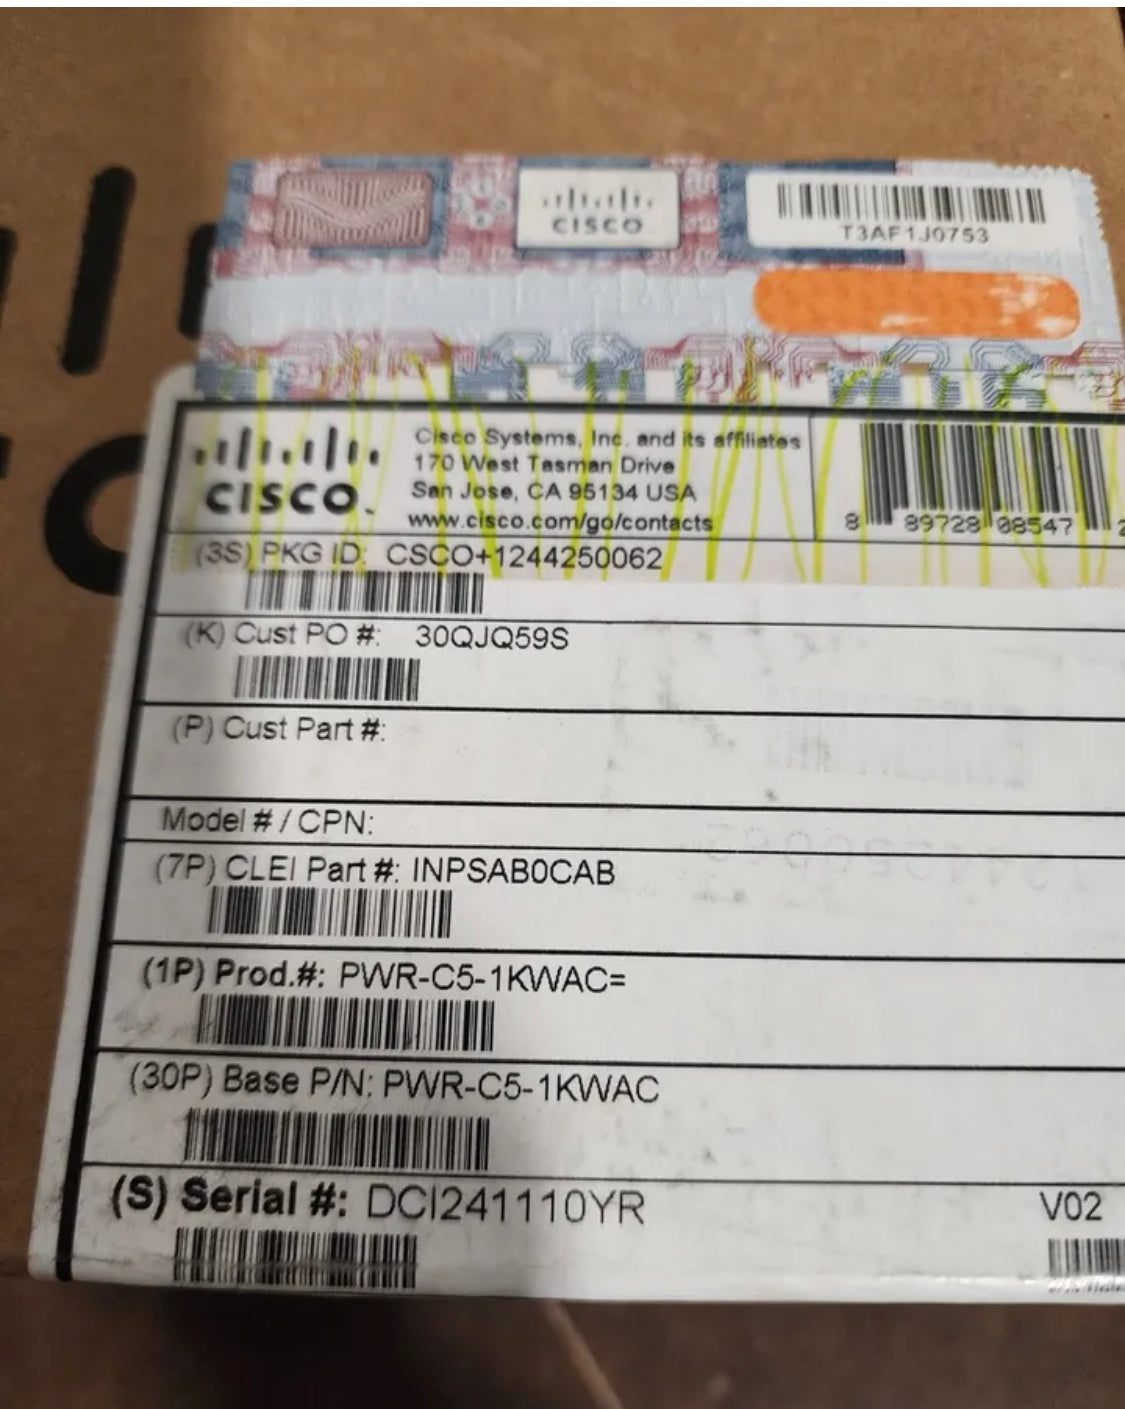 CISCO
T3AF1J0753
CISCO
Cisco Systems, Inc. and its affiliates
170 West Tasman Drive
San Jose, CA 95134 USA
www.cisco.com/go/contacts
8 89728 08547 2
(3S) PKG ID: CSCO+1244250062
(K) Cust PO #: 30QJQ59S
(P) Cust Part #:
Model # / CPN:
(7P) CLEI Part #: INPSAB0CAB
(1P) Prod.#: PWR-C5-1KWAC=
(30P) Base P/N: PWR-C5-1KWAC
(S) Serial #: DCI241110YR V02